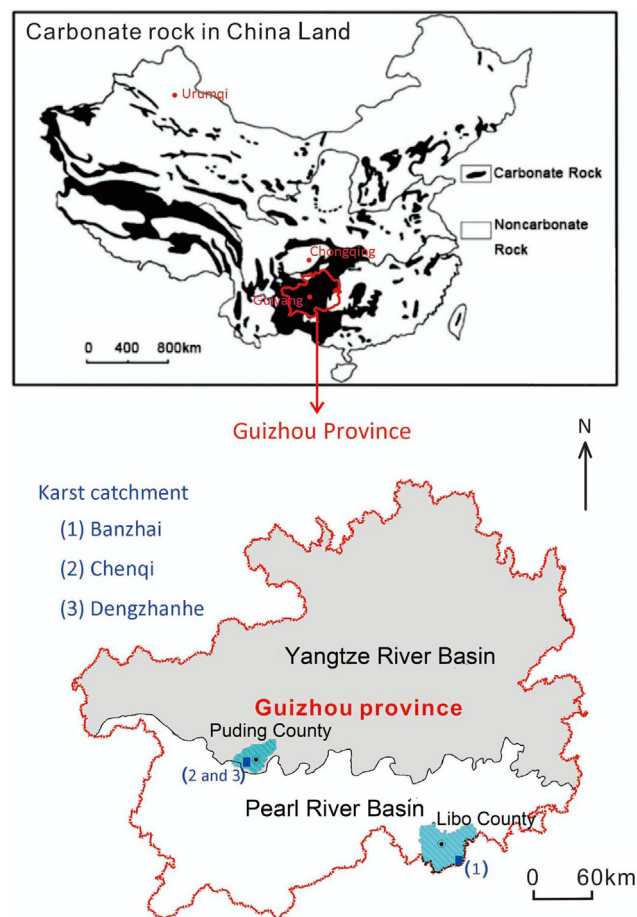 Carbonate rock in China Land
Urumqi
Carbonate Rock
Noncarbonate
Rock
Chongqing
Guiyang
0 400 800km
Guizhou Province
N
Karst catchment
(1) Banzhai
(2) Chenqi
(3) Dengzhanhe
Yangtze River Basin
Guizhou province
Puding County
(2 and 3)
Pearl River Basin
Libo County
(1)
0 60km